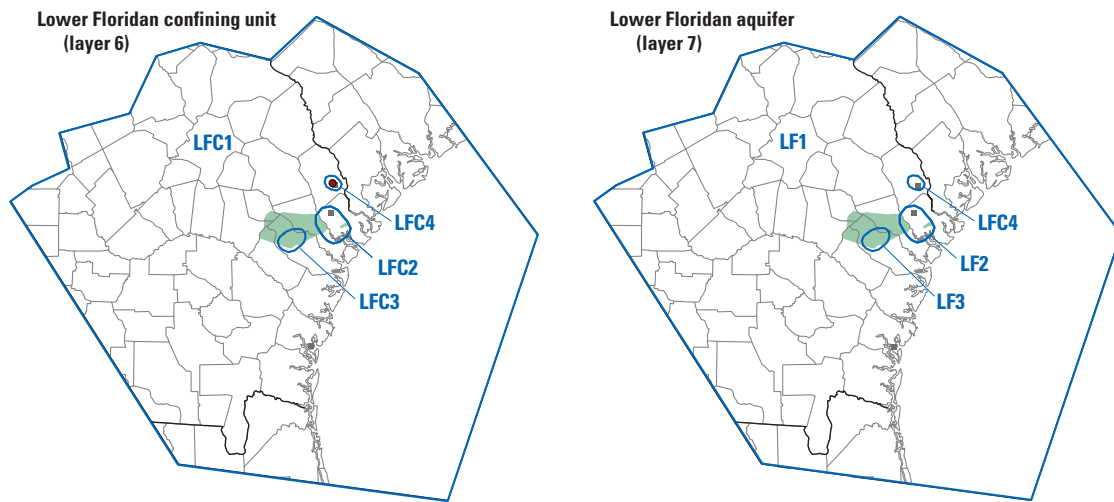 Lower Floridan confining unit
(layer 6)
LFC1
LFC4
LFC2
LFC3
Lower Floridan aquifer
(layer 7)
LF1
LFC4
LF2
LF3